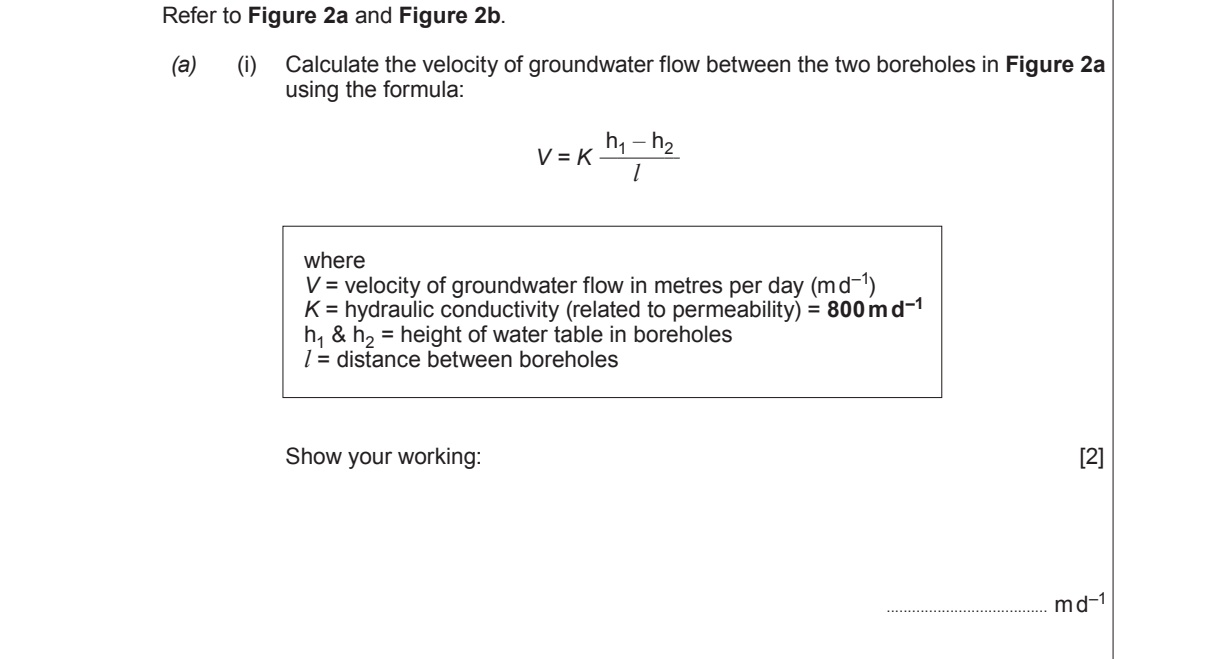 Refer to Figure 2a and Figure 2b.
(a) (i) Calculate the velocity of groundwater flow between the two boreholes in Figure 2a
using the formula:
V = K (h₁ – h₂) / l
where
V = velocity of groundwater flow in metres per day (m d⁻¹)
K = hydraulic conductivity (related to permeability) = 800 m d⁻¹
h₁ & h₂ = height of water table in boreholes
l = distance between boreholes
Show your working: [2]
...................................... m d⁻¹